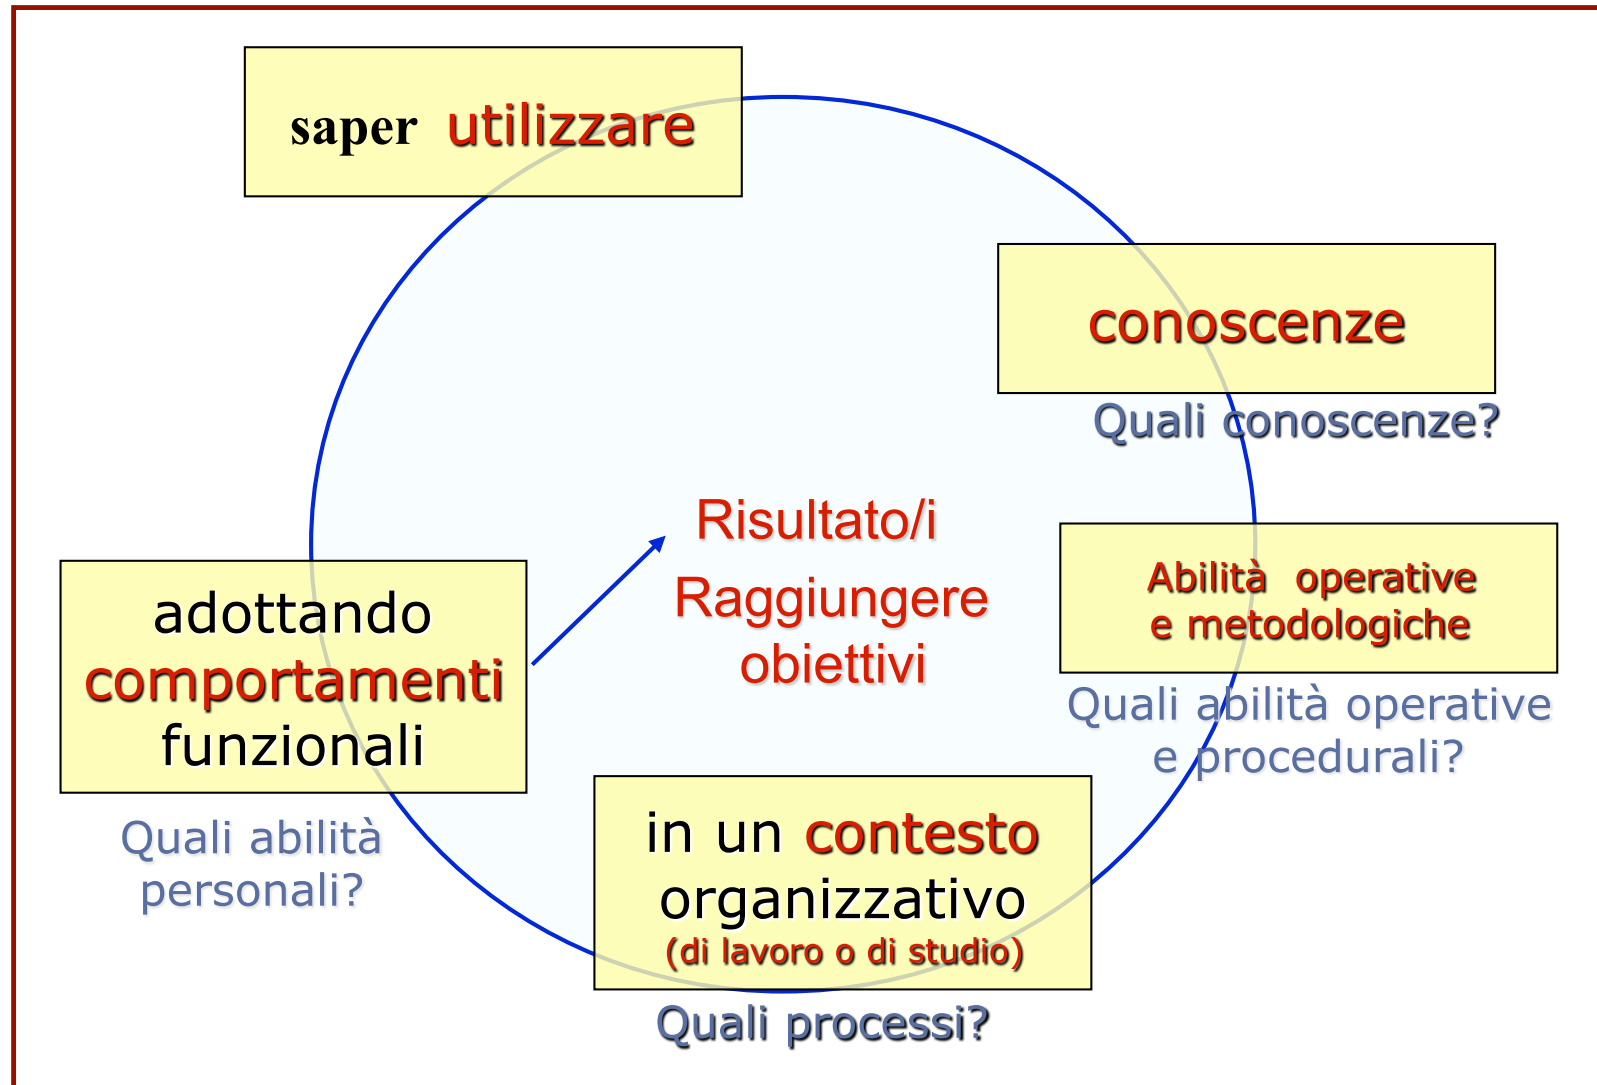 saper utilizzare
conoscenze
Quali conoscenze?
Abilità operative
e metodologiche
Quali abilità operative
e procedurali?
in un contesto
organizzativo
(di lavoro o di studio)
Quali processi?
adottando
comportamenti
funzionali
Quali abilità
personali?
Risultato/i
Raggiungere
obiettivi